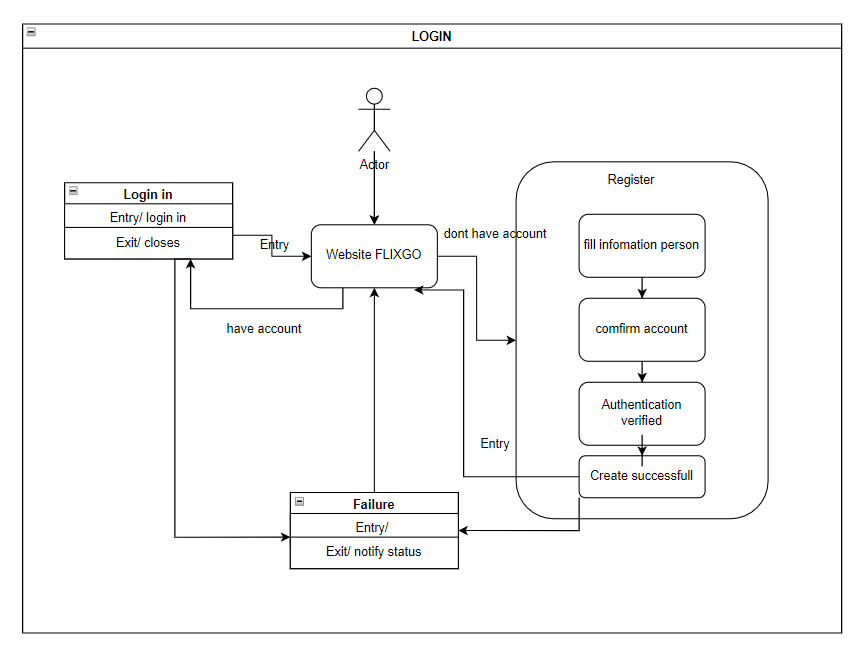 LOGIN
Actor
Register
Login in
Entry/ login in
Exit/ closes
Entry
Website FLIXGO
dont have account
fill infomation person
have account
comfirm account
Authentication
verified
Entry
Create successfull
Failure
Entry/
Exit/ notify status